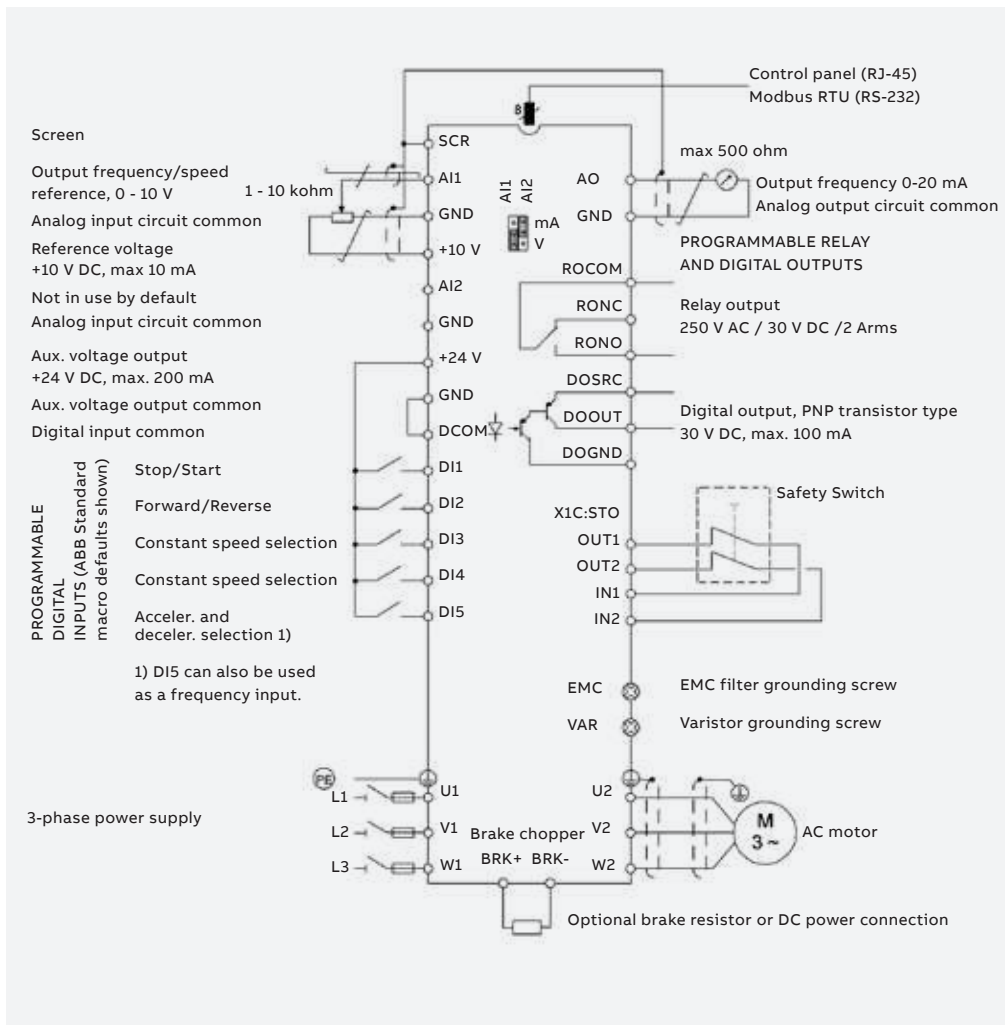 Control panel (RJ-45)
Modbus RTU (RS-232)
8
Screen
Output frequency/speed
reference, 0 - 10 V
1 - 10 kohm
Analog input circuit common
Reference voltage
+10 V DC, max 10 mA
Not in use by default
Analog input circuit common
Aux. voltage output
+24 V DC, max. 200 mA
Aux. voltage output common
Digital input common
PROGRAMMABLE
DIGITAL
INPUTS (ABB Standard
macro defaults shown)
Stop/Start
Forward/Reverse
Constant speed selection
Constant speed selection
Acceler. and
deceler. selection 1)
1) DI5 can also be used
as a frequency input.
SCR
AI1
GND
+10 V
AI2
GND
+24 V
GND
DCOM
DI1
DI2
DI3
DI4
DI5
AI1
AI2
mA
V
AO
GND
ROCOM
RONC
RONO
DOSRC
DOOUT
DOGND
X1C:STO
OUT1
OUT2
IN1
IN2
EMC
VAR
max 500 ohm
Output frequency 0-20 mA
Analog output circuit common
PROGRAMMABLE RELAY
AND DIGITAL OUTPUTS
Relay output
250 V AC / 30 V DC /2 Arms
Digital output, PNP transistor type
30 V DC, max. 100 mA
Safety Switch
EMC filter grounding screw
Varistor grounding screw
3-phase power supply
PE
L1
L2
L3
U1
V1
W1
Brake chopper
BRK+ BRK-
U2
V2
W2
M
3 ~
AC motor
Optional brake resistor or DC power connection